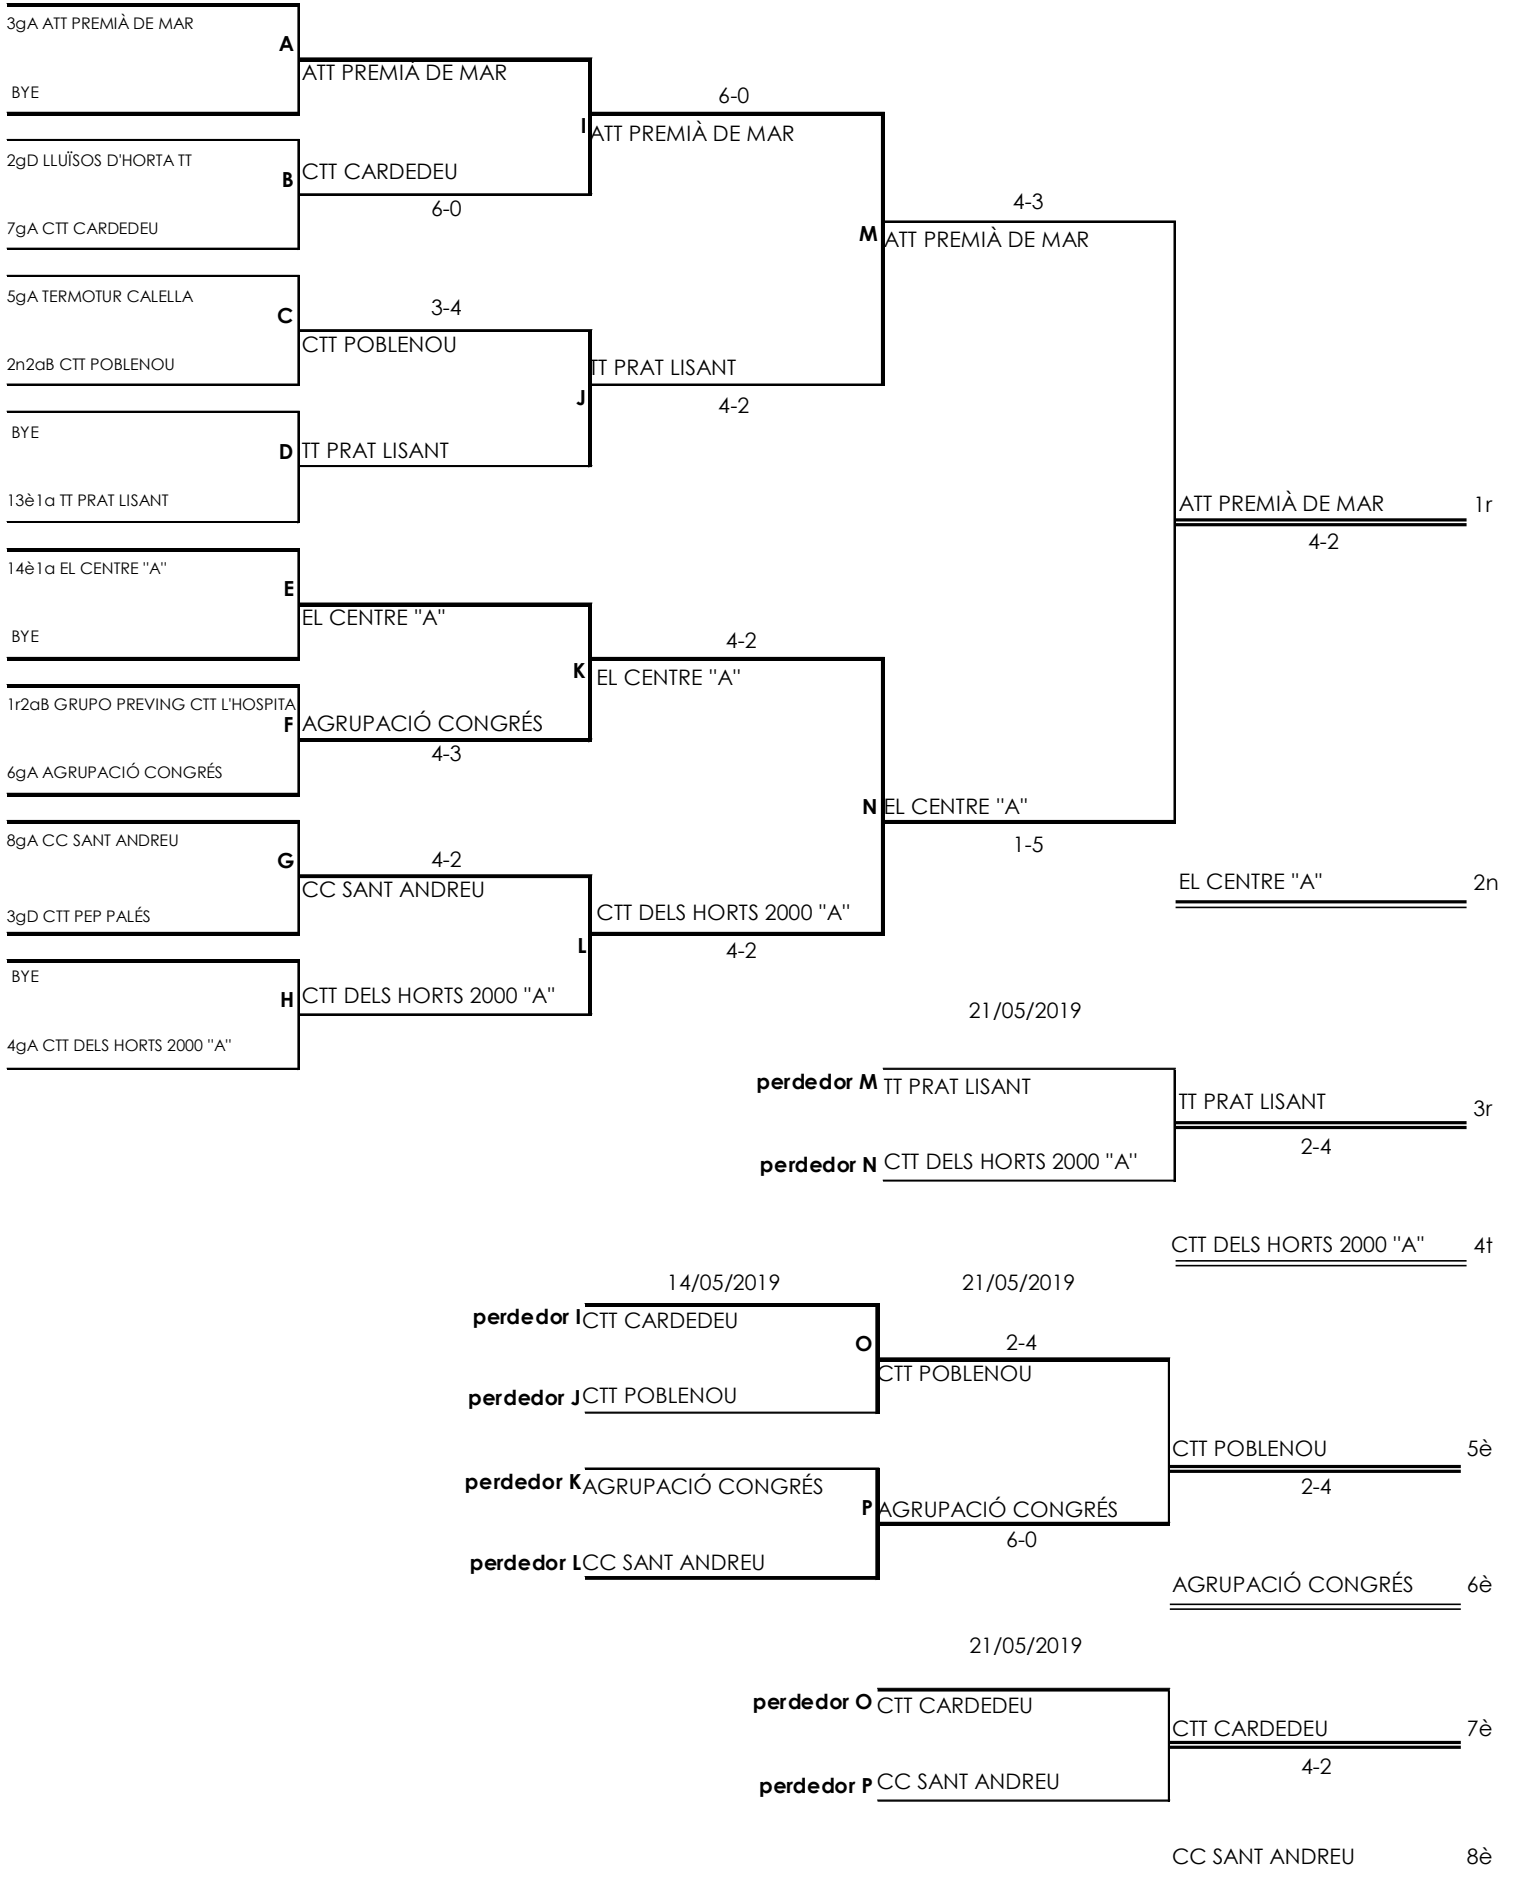 3gA ATT PREMIÀ DE MAR
A
ATT PREMIÀ DE MAR
BYE
6-0
I
ATT PREMIÀ DE MAR
2gD LLUÏSOS D'HORTA TT
B
CTT CARDEDEU
6-0
7gA CTT CARDEDEU
4-3
M
ATT PREMIÀ DE MAR
5gA TERMOTUR CALELLA
C
3-4
CTT POBLENOU
2n2aB CTT POBLENOU
TT PRAT LISANT
J
4-2
BYE
D
TT PRAT LISANT
13è1a TT PRAT LISANT
ATT PREMIÀ DE MAR
1r
4-2
14è1a EL CENTRE "A"
E
EL CENTRE "A"
BYE
4-2
K
EL CENTRE "A"
1r2aB GRUPO PREVING CTT L'HOSPITA
F
AGRUPACIÓ CONGRÉS
4-3
6gA AGRUPACIÓ CONGRÉS
N
EL CENTRE "A"
1-5
8gA CC SANT ANDREU
G
4-2
CC SANT ANDREU
EL CENTRE "A"
2n
3gD CTT PEP PALÉS
CTT DELS HORTS 2000 "A"
L
4-2
BYE
H
CTT DELS HORTS 2000 "A"
4gA CTT DELS HORTS 2000 "A"
21/05/2019
perdedor M
TT PRAT LISANT
TT PRAT LISANT
3r
2-4
perdedor N
CTT DELS HORTS 2000 "A"
CTT DELS HORTS 2000 "A"
4t
14/05/2019
21/05/2019
perdedor I
CTT CARDEDEU
O
2-4
CTT POBLENOU
perdedor J
CTT POBLENOU
CTT POBLENOU
5è
2-4
perdedor K
AGRUPACIÓ CONGRÉS
P
AGRUPACIÓ CONGRÉS
6-0
perdedor L
CC SANT ANDREU
AGRUPACIÓ CONGRÉS
6è
21/05/2019
perdedor O
CTT CARDEDEU
CTT CARDEDEU
7è
4-2
perdedor P
CC SANT ANDREU
CC SANT ANDREU
8è